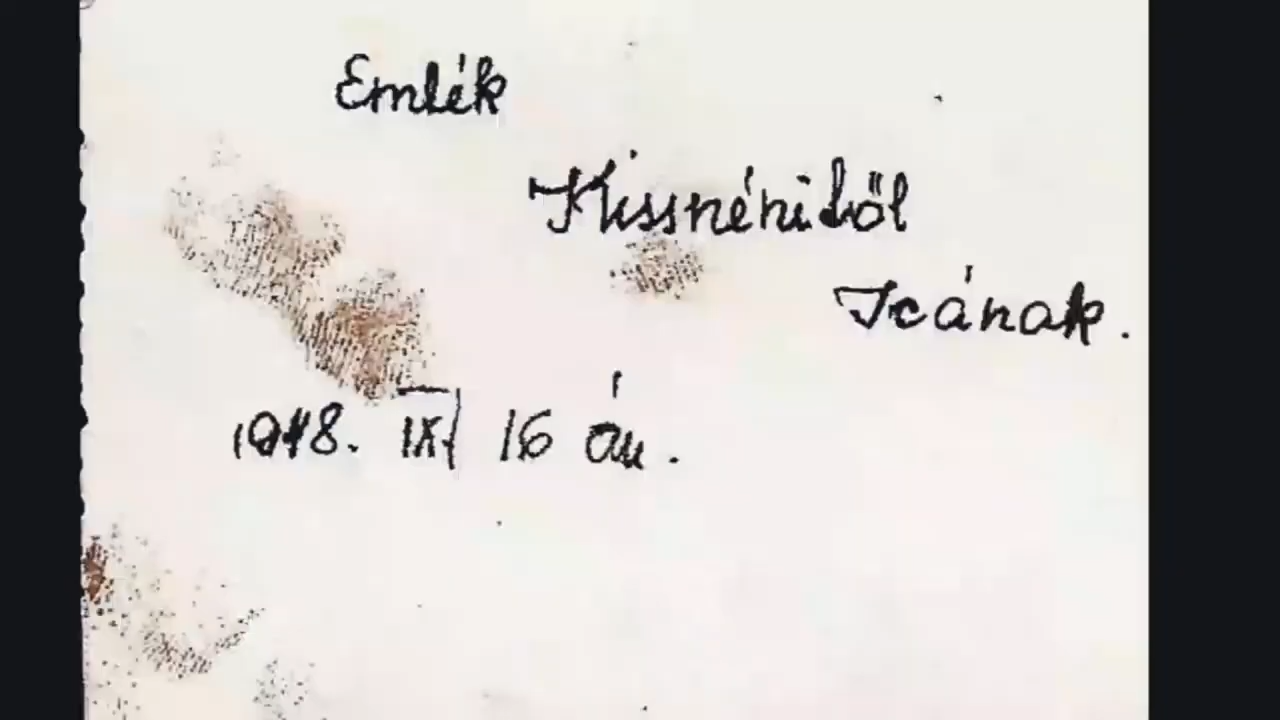 Emlék
Kissnénitől
Icának.
1948. IX/ 16 án.